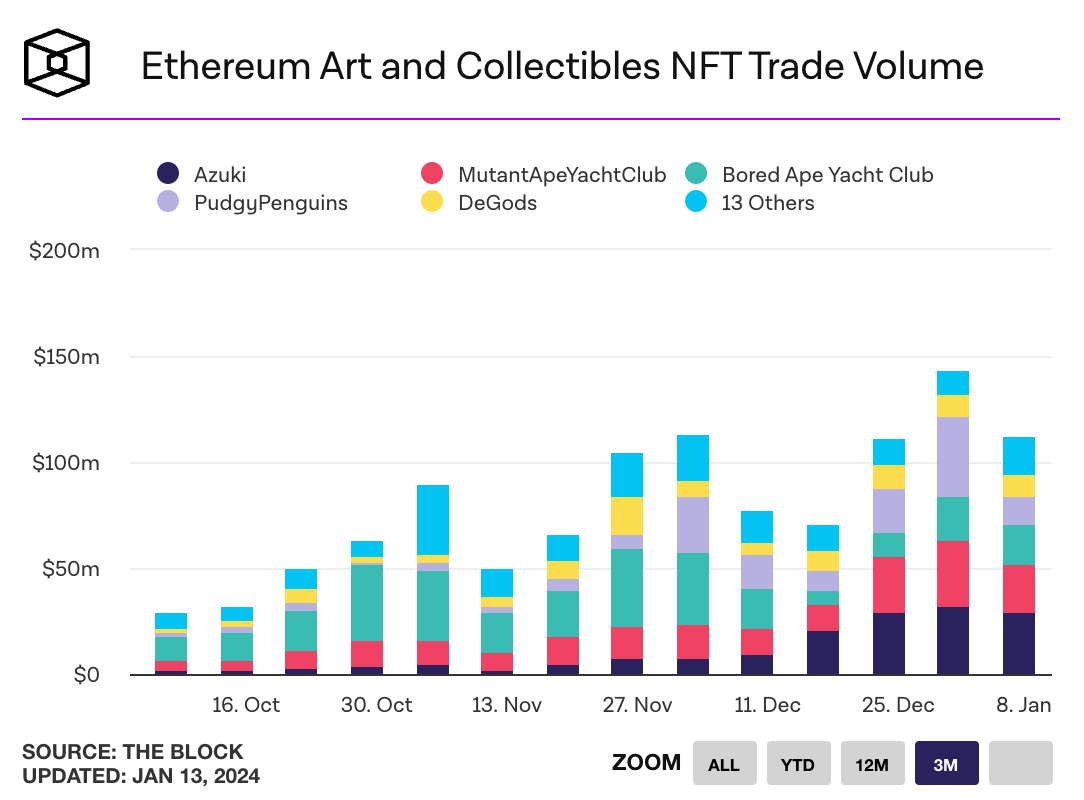 Ethereum Art and Collectibles NFT Trade Volume
Azuki MutantApeYachtClub Bored Ape Yacht Club
PudgyPenguins DeGods 13 Others
$200m
$150m
$100m
$50m
$0
16. Oct 30. Oct 13. Nov 27. Nov 11. Dec 25. Dec 8. Jan
SOURCE: THE BLOCK
UPDATED: JAN 13, 2024
ZOOM ALL YTD 12M 3M